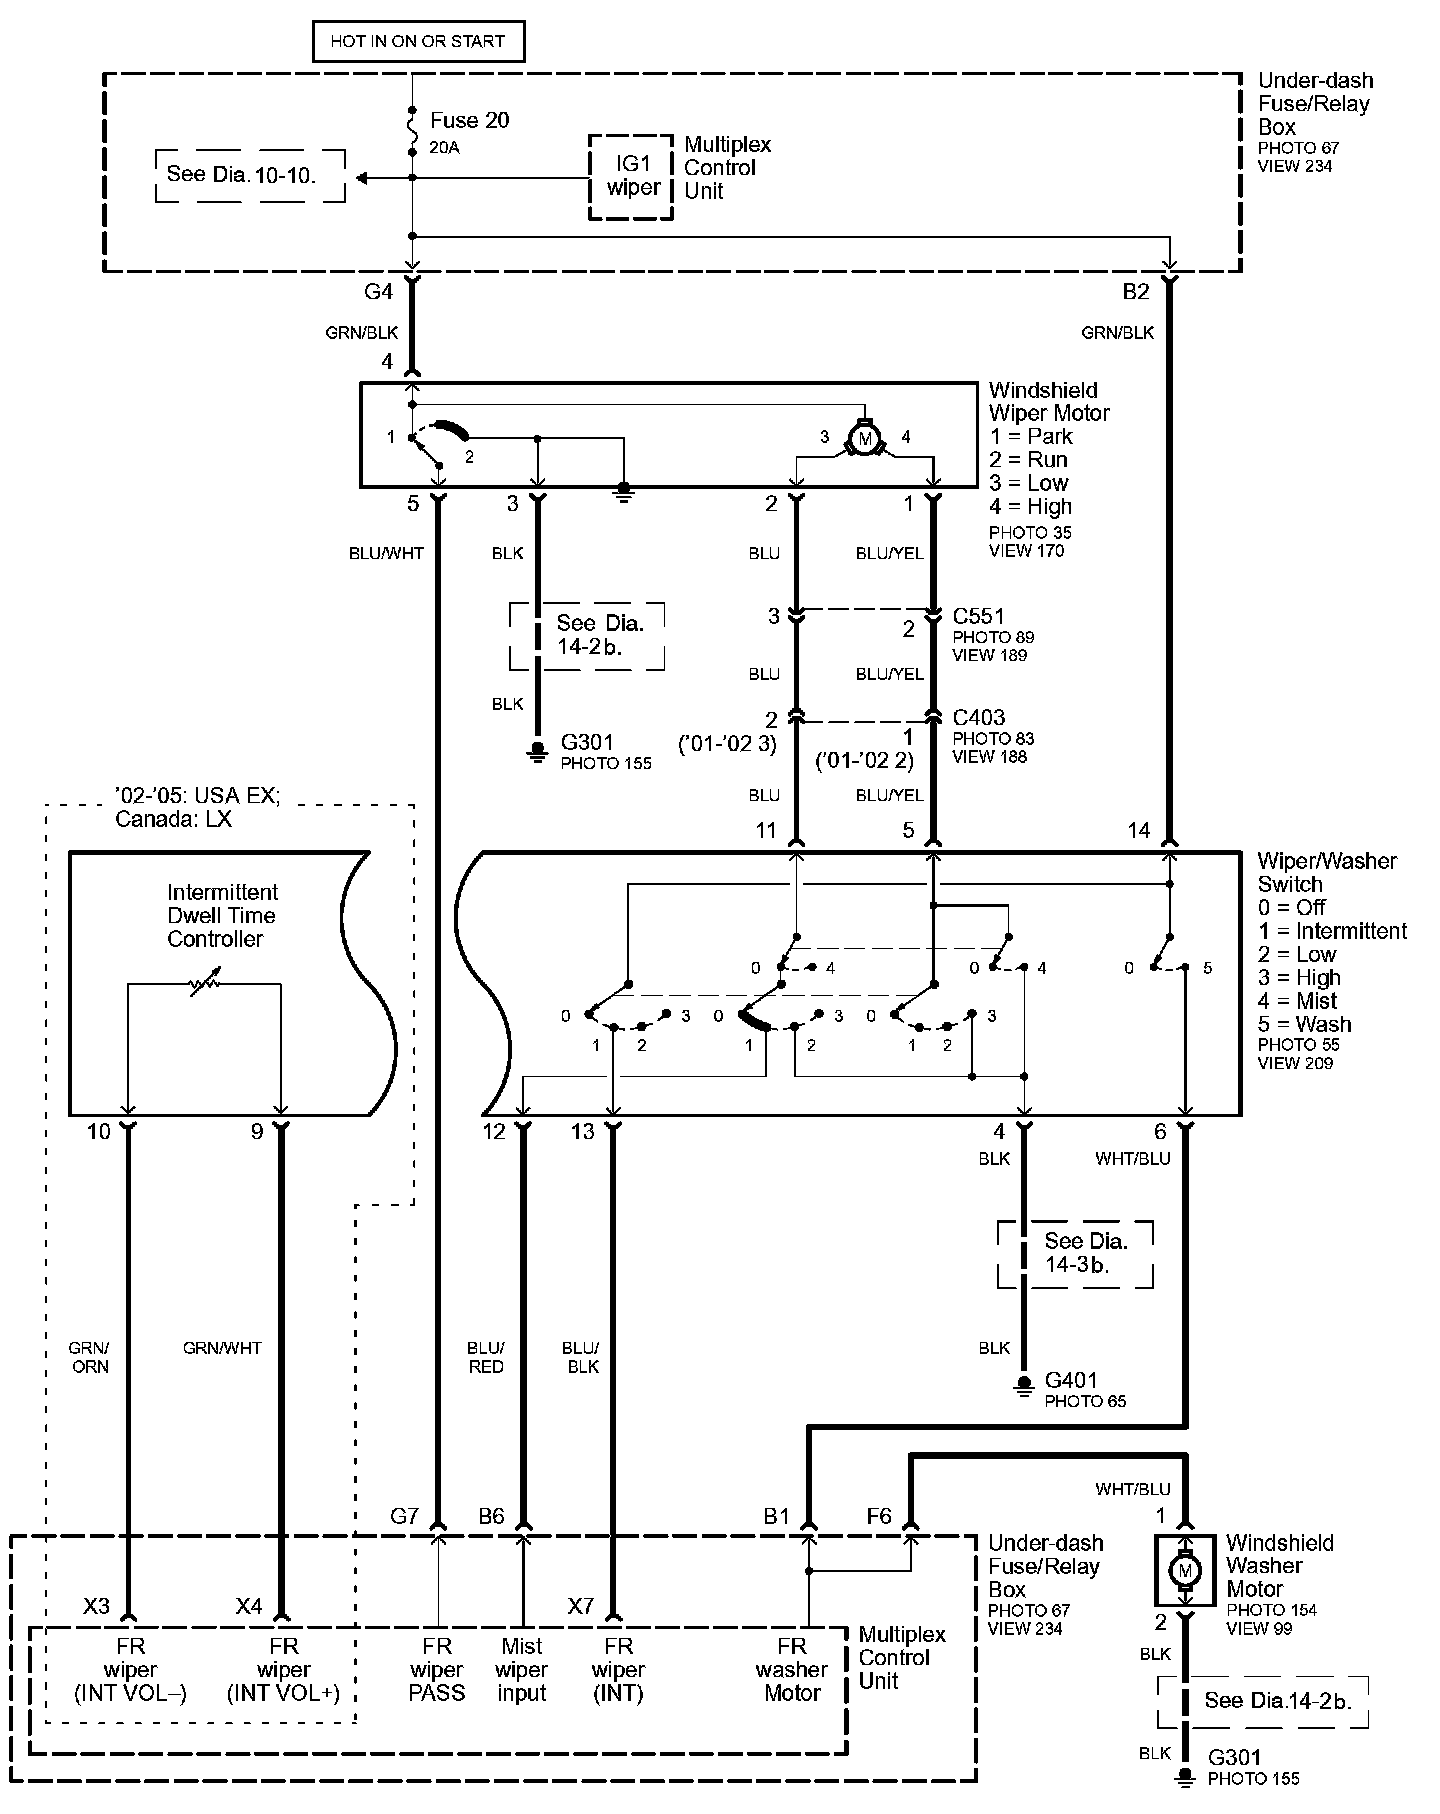 HOT IN ON OR START
Under-dash
Fuse/Relay
Box
PHOTO 67
VIEW 234
Fuse 20
20A
See Dia. 10-10.
IG1
wiper
Multiplex
Control
Unit
G4
B2
GRN/BLK
GRN/BLK
4
Windshield
Wiper Motor
1 = Park
2 = Run
3 = Low
4 = High
PHOTO 35
VIEW 170
1
2
3
M
4
5
3
2
1
BLU/WHT
BLK
BLU
BLU/YEL
See Dia.
14-2b.
3
2
C551
PHOTO 89
VIEW 189
BLU
BLU/YEL
BLK
2
('01-'02 3)
1
('01-'02 2)
C403
PHOTO 83
VIEW 188
G301
PHOTO 155
BLU
BLU/YEL
'02-'05: USA EX;
Canada: LX
11
5
14
Intermittent
Dwell Time
Controller
Wiper/Washer
Switch
0 = Off
1 = Intermittent
2 = Low
3 = High
4 = Mist
5 = Wash
PHOTO 55
VIEW 209
0
4
0
4
0
5
0
3
0
3
0
3
1
2
1
2
1
2
10
9
12
13
4
6
BLK
WHT/BLU
See Dia.
14-3b.
GRN/
ORN
GRN/WHT
BLU/
RED
BLU/
BLK
BLK
G401
PHOTO 65
WHT/BLU
G7
B6
B1
F6
1
Under-dash
Fuse/Relay
Box
PHOTO 67
VIEW 234
M
Windshield
Washer
Motor
PHOTO 154
VIEW 99
X3
X4
X7
2
FR
wiper
(INT VOL–)
FR
wiper
(INT VOL+)
FR
wiper
PASS
Mist
wiper
input
FR
wiper
(INT)
FR
washer
Motor
Multiplex
Control
Unit
BLK
See Dia.14-2b.
BLK
G301
PHOTO 155